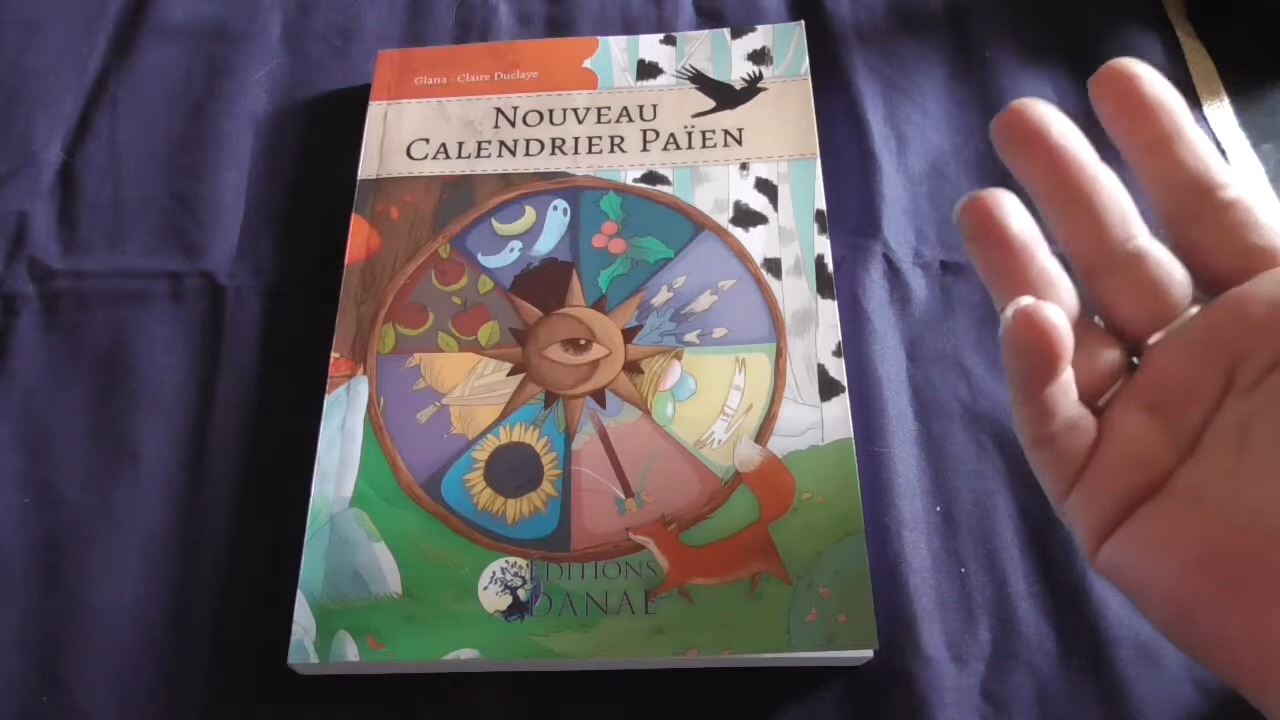 Glana - Claire Duclaye
NOUVEAU
CALENDRIER PAÏEN
EDITIONS
DANAE